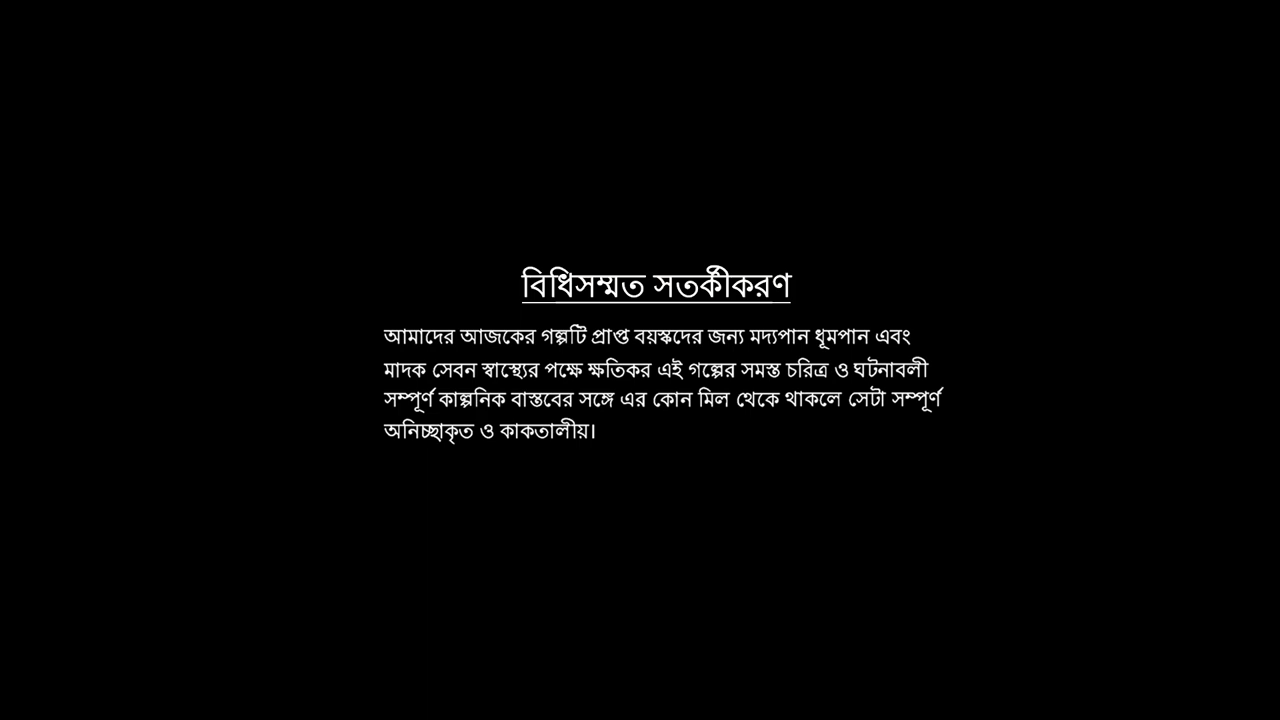 বিধিসম্মত সতর্কীকরণ
আমাদের আজকের গল্পটি প্রাপ্ত বয়স্কদের জন্য মদ্যপান ধূমপান এবং
মাদক সেবন স্বাস্থ্যের পক্ষে ক্ষতিকর এই গল্পের সমস্ত চরিত্র ও ঘটনাবলী
সম্পূর্ণ কাল্পনিক বাস্তবের সঙ্গে এর কোন মিল থেকে থাকলে সেটা সম্পূর্ণ
অনিচ্ছাকৃত ও কাকতালীয়।